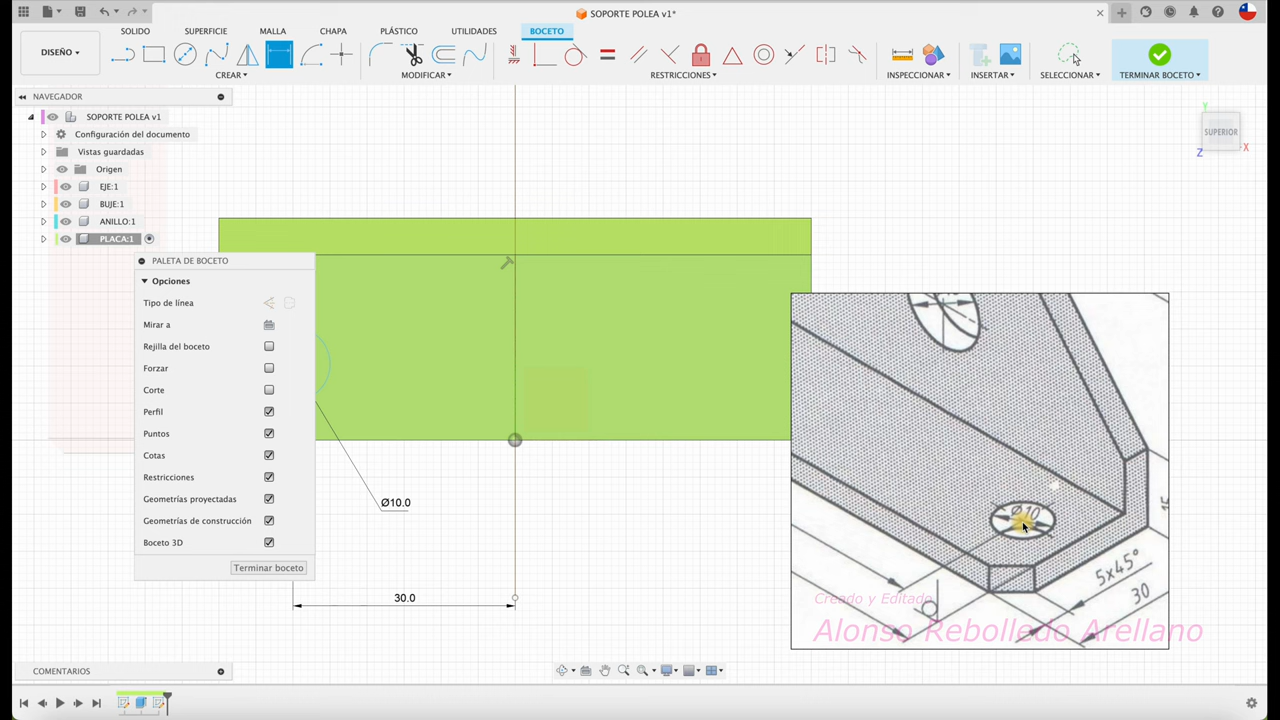 SOPORTE POLEA v1*
DISEÑO
SÓLIDO
SUPERFICIE
MALLA
CHAPA
PLÁSTICO
UTILIDADES
BOCETO
CREAR
MODIFICAR
RESTRICCIONES
INSPECCIONAR
INSERTAR
SELECCIONAR
TERMINAR BOCETO
NAVEGADOR
SOPORTE POLEA v1
Configuración del documento
Vistas guardadas
Origen
EJE:1
BUJE:1
ANILLO:1
PLACA:1
SUPERIOR
Y
X
Z
PALETA DE BOCETO
Opciones
Tipo de línea
Mirar a
Rejilla del boceto
Forzar
Corte
Perfil
Puntos
Cotas
Restricciones
Geometrías proyectadas
Geometrías de construcción
Boceto 3D
Terminar boceto
Ø10.0
30.0
Ø10
5x45°
30
Creado y Editado
Alonso Rebolledo Arellano
COMENTARIOS